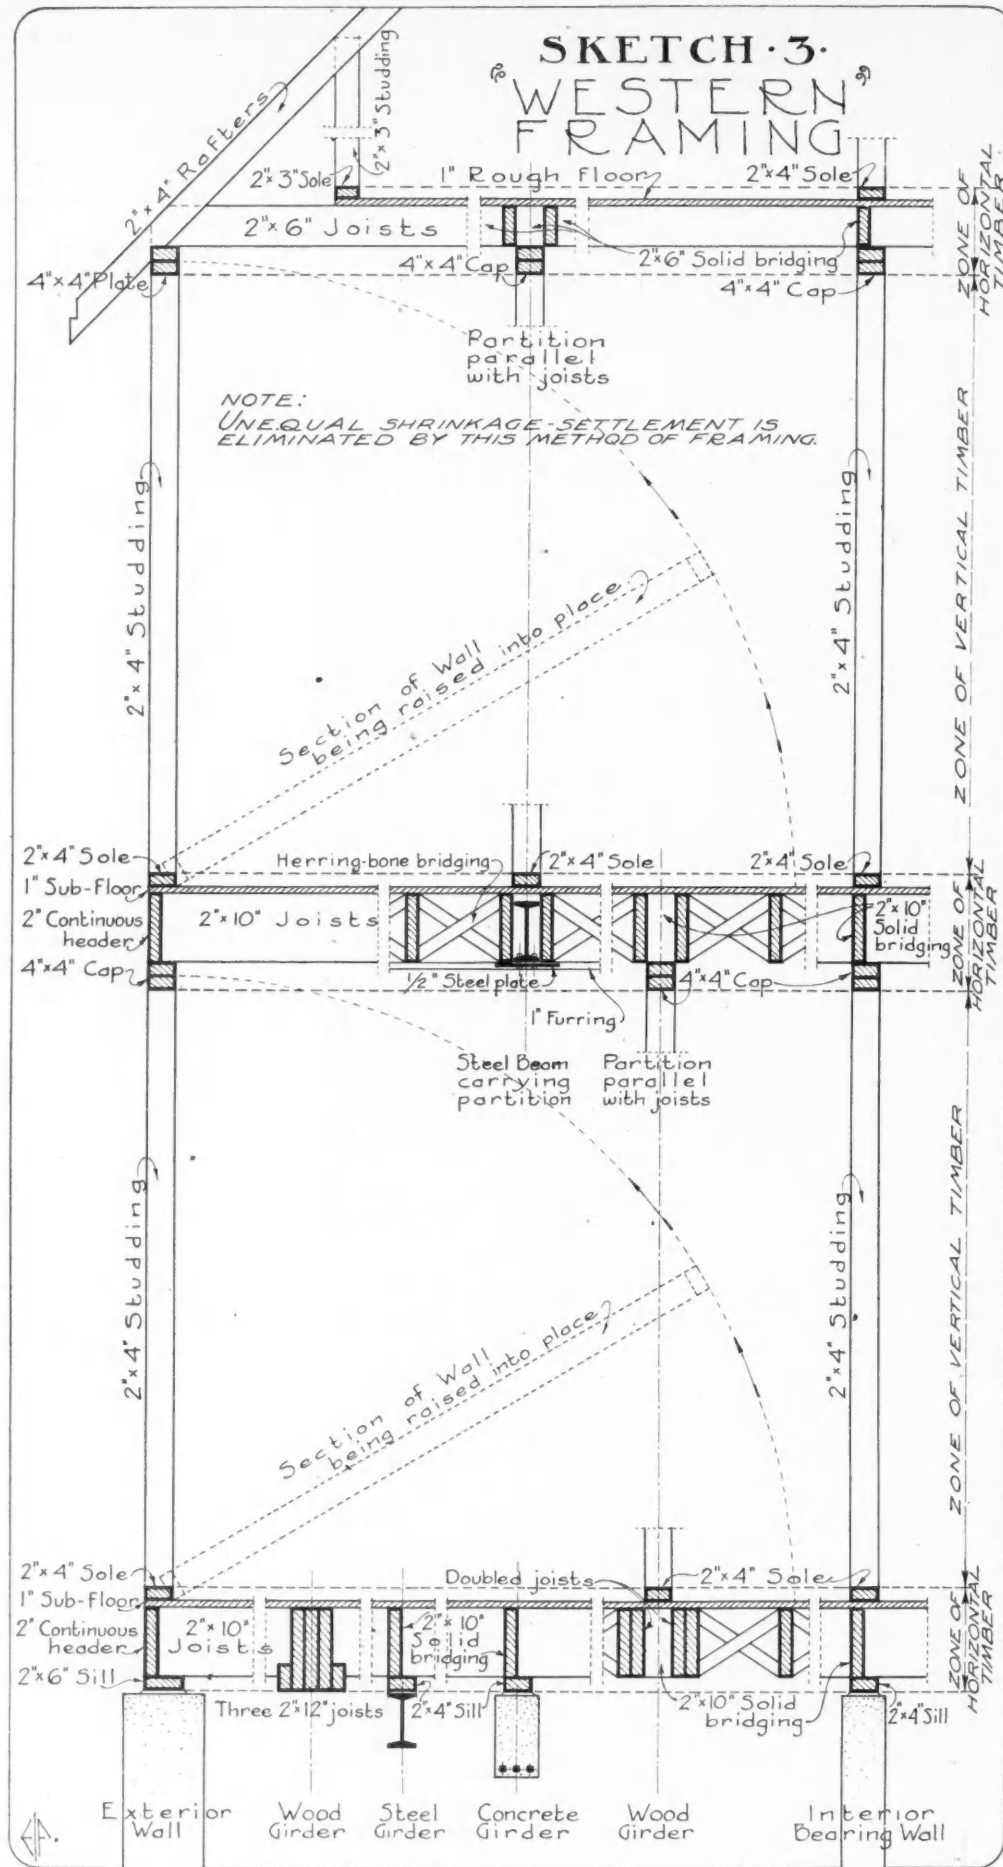 SKETCH·3·
"WESTERN"
FRAMING
2"x4" Rafters
2"x3" Studding
2"x3" Sole
1" Rough Floor
2"x4" Sole
2"x6" Joists
2"x6" Solid bridging
4"x4" Plate
4"x4" Cap
4"x4" Cap
ZONE OF
HORIZONTAL
TIMBER
Partition
parallel
with joists
NOTE:
UNEQUAL SHRINKAGE-SETTLEMENT IS
ELIMINATED BY THIS METHOD OF FRAMING.
2"x4" Studding
Section of Wall
being raised into place
2"x4" Studding
ZONE OF VERTICAL TIMBER
2"x4" Sole
1" Sub-Floor
2" Continuous
header
4"x4" Cap
Herring-bone bridging
2"x4" Sole
2"x4" Sole
2"x10" Joists
2"x10"
Solid
bridging
1/2" Steel plate
4"x4" Cap
1" Furring
ZONE OF
HORIZONTAL
TIMBER
Steel Beam
carrying
partition
Partition
parallel
with joists
2"x4" Studding
Section of Wall
being raised into place
2"x4" Studding
ZONE OF VERTICAL TIMBER
2"x4" Sole
1" Sub-Floor
2" Continuous
header
2"x6" Sill
Doubled joists
2"x4" Sole
2"x10"
Joists
2"x10"
Solid
bridging
Three 2"x12" joists
2"x4" Sill
2"x10" Solid
bridging
2"x4" Sill
ZONE OF
HORIZONTAL
TIMBER
Exterior
Wall
Wood
Girder
Steel
Girder
Concrete
Girder
Wood
Girder
Interior
Bearing Wall